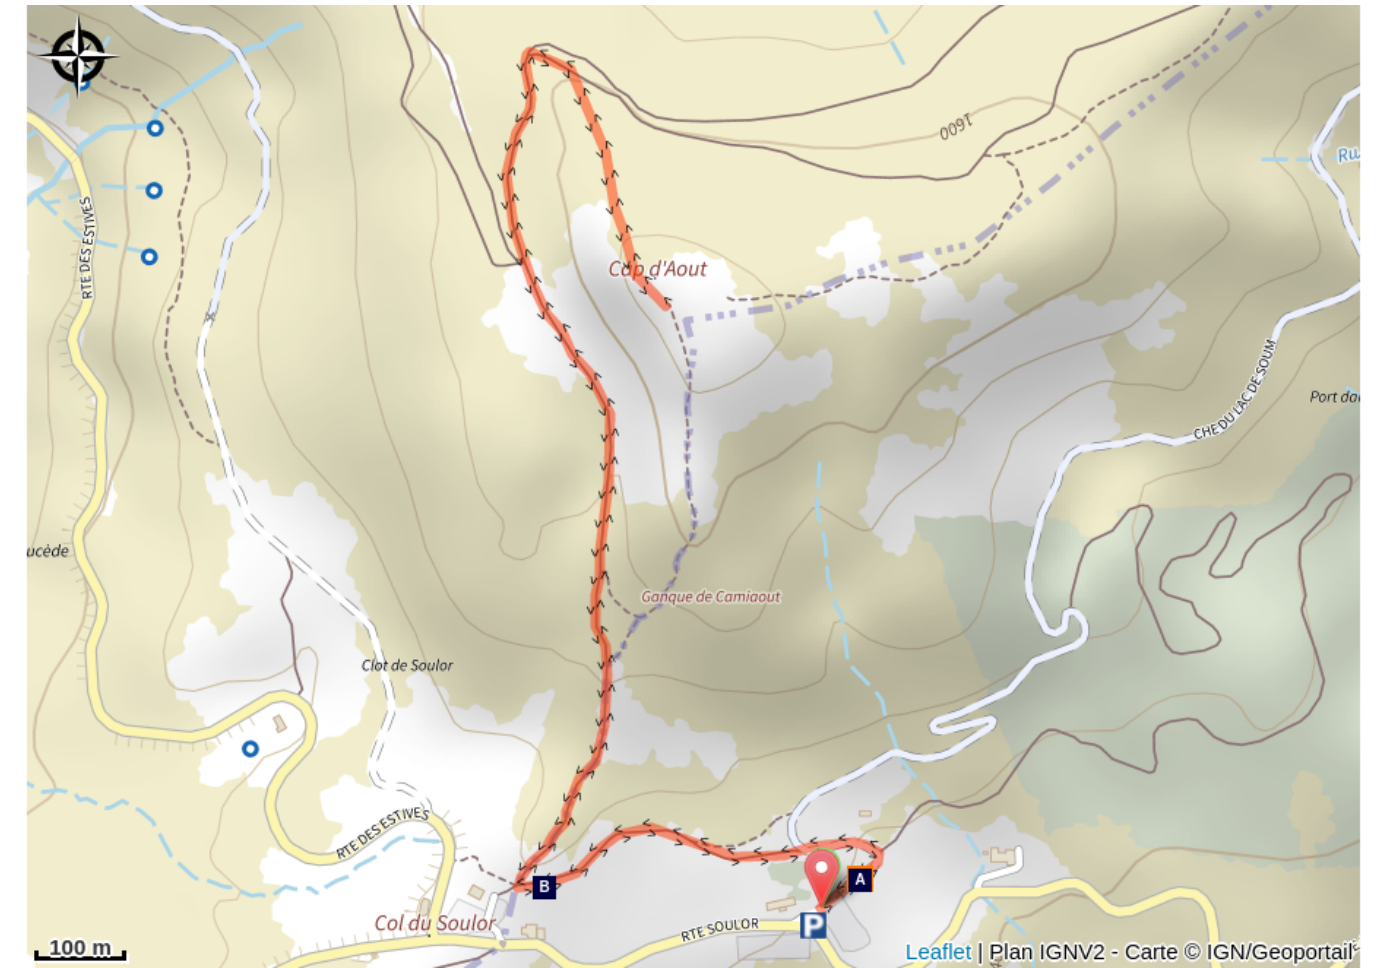 1600
Ru
RTE DES ESTIVES
Cap d'Aout
CHE DU LAC DE SOUM
Port da
ucède
Ganque de Camiaout
Clot de Soulor
RTE DES ESTIVES
A
B
Col du Soulor
RTE SOULOR
P
100 m
Leaflet | Plan IGNV2 - Carte © IGN/Geoportail